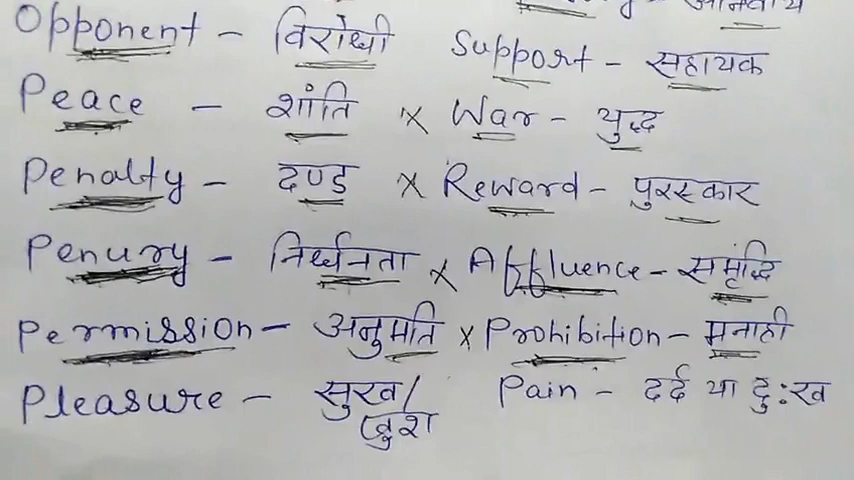 अनिवार्य
Opponent - विरोधी Support - सहायक
Peace - शांति × War - युद्ध
Penalty - दण्ड × Reward - पुरस्कार
Penury - निर्धनता × Affluence - समृद्धि
Permission - अनुमति × Prohibition - मनाही
Pleasure - सुख/ Pain - दर्द या दुःख
खुश